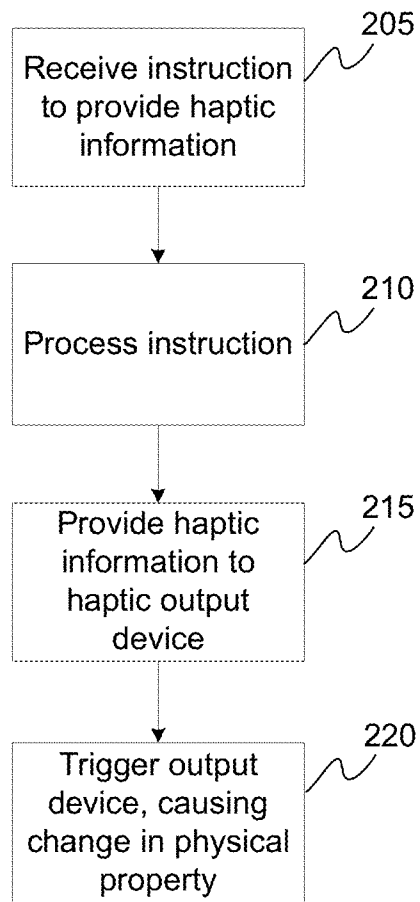 205
Receive instruction
to provide haptic
information
210
Process instruction
215
Provide haptic
information to
haptic output
device
220
Trigger output
device, causing
change in physical
property